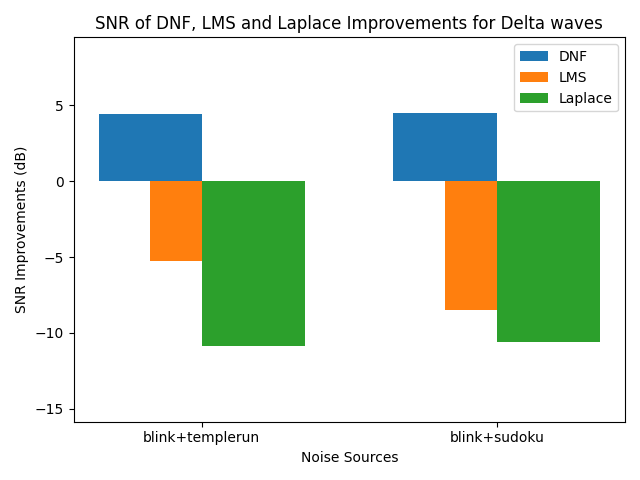 SNR of DNF, LMS and Laplace Improvements for Delta waves
DNF
LMS
Laplace
SNR Improvements (dB)
5
0
−5
−10
−15
blink+templerun
blink+sudoku
Noise Sources